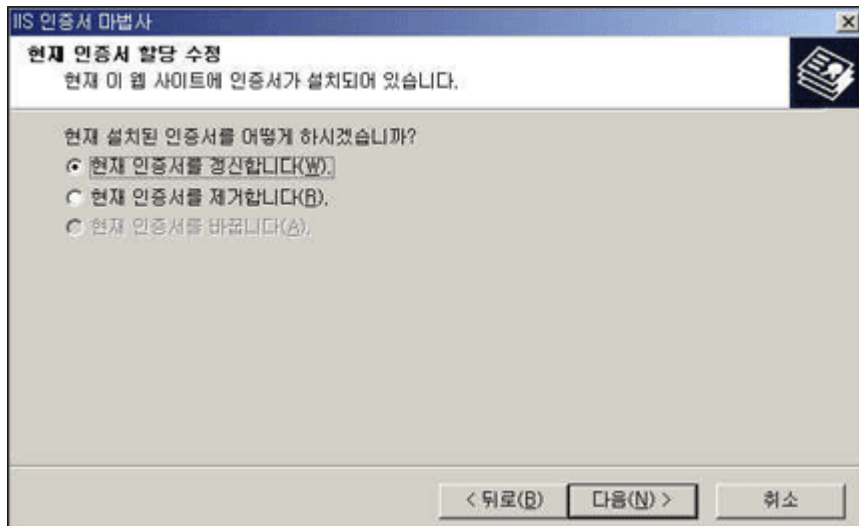 IIS 인증서 마법사
현재 인증서 할당 수정
현재 이 웹 사이트에 인증서가 설치되어 있습니다.
현재 설치된 인증서를 어떻게 하시겠습니까?
현재 인증서를 갱신합니다(W).
현재 인증서를 제거합니다(R).
현재 인증서를 바꿉니다(A).
< 뒤로(B)
다음(N) >
취소